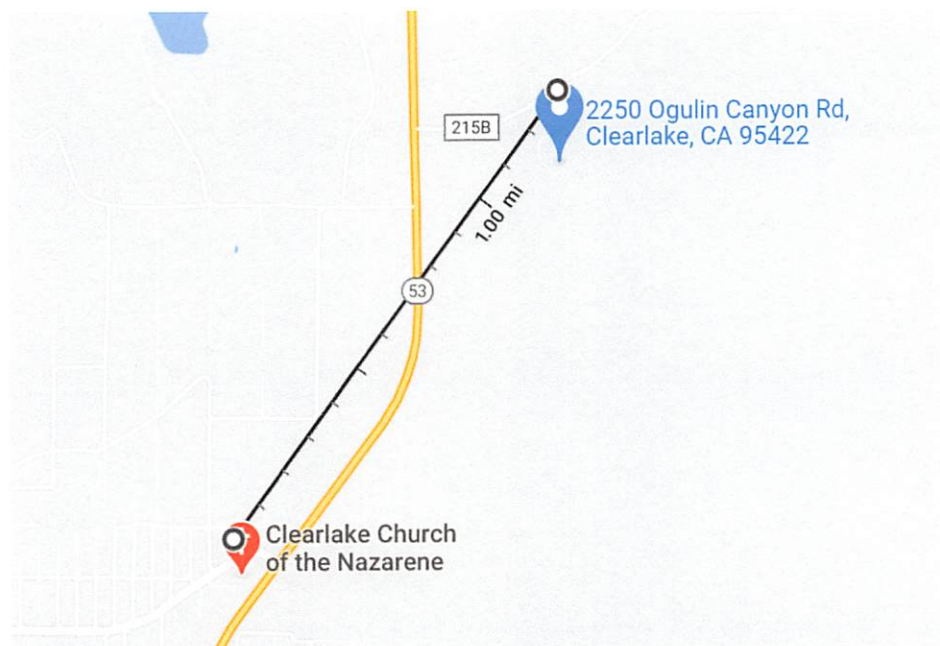 215B
2250 Ogulin Canyon Rd,
Clearlake, CA 95422
1.00 mi
53
Clearlake Church
of the Nazarene